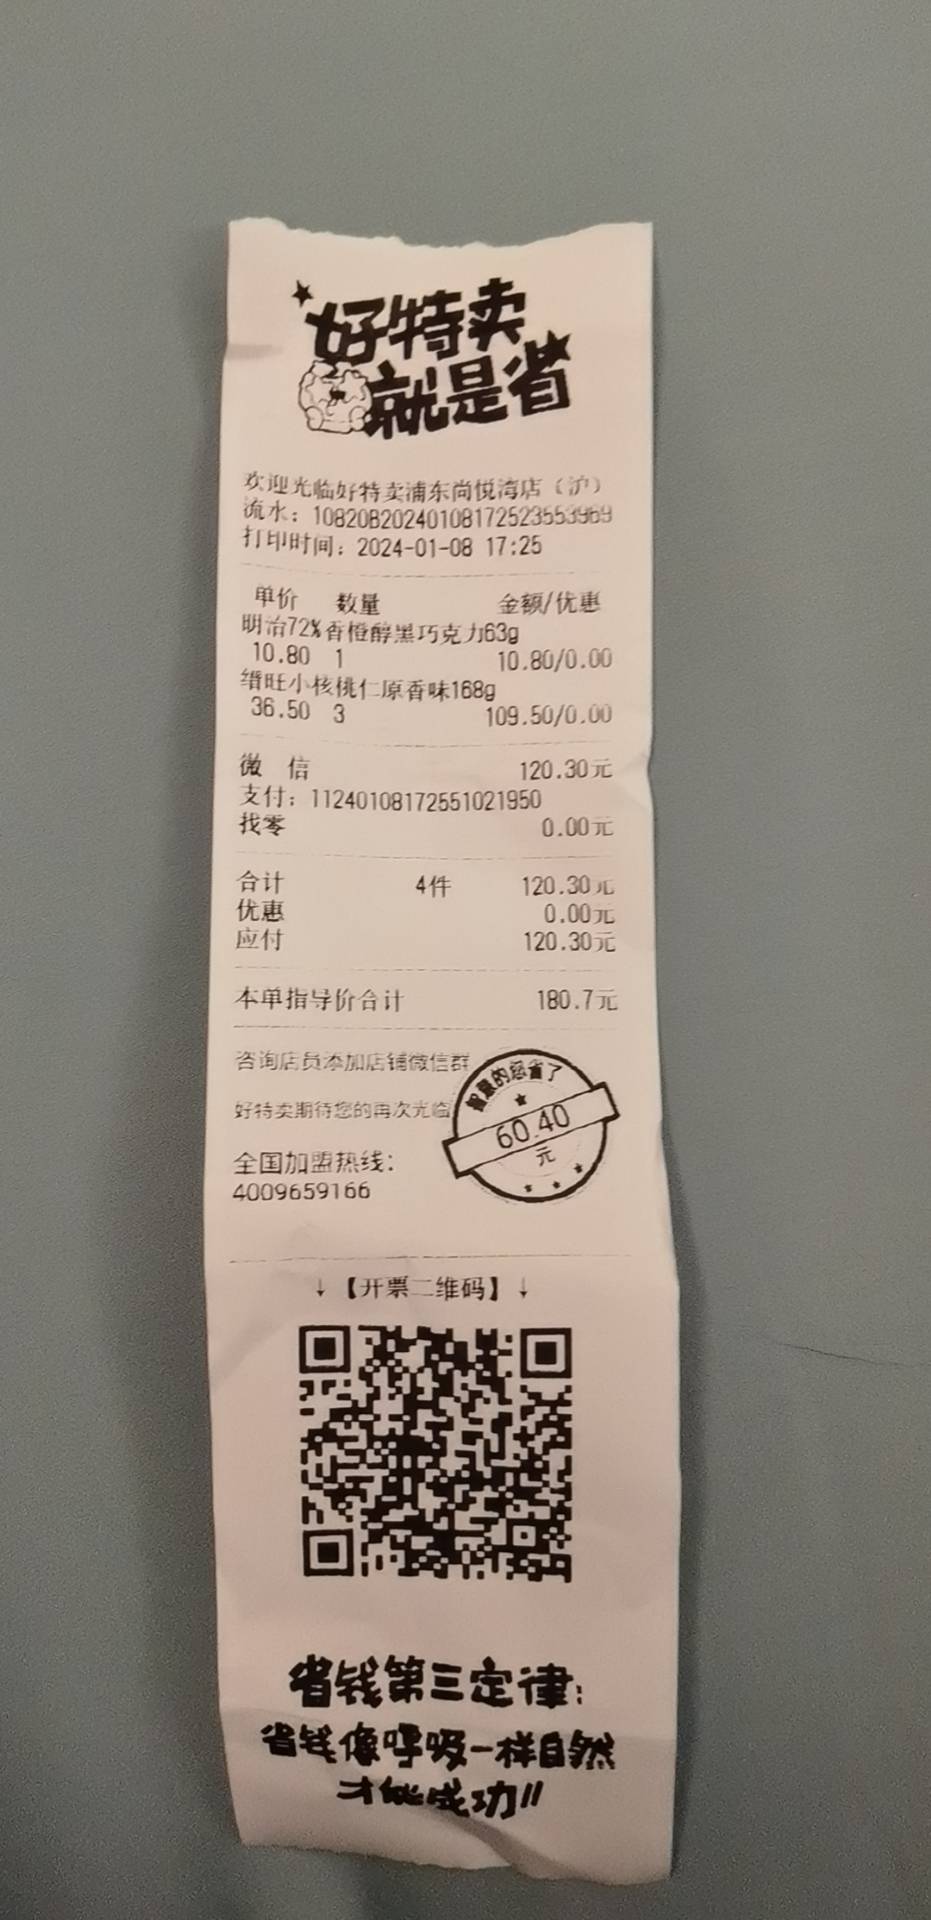 好特卖
就是省
欢迎光临好特卖浦东尚悦湾店（沪）
流水：108208202401081725235​53969
打印时间：2024-01-08 17:25
单价 数量 金额/优惠
明治72%香橙醇黑巧克力63g
10.80 1 10.80/0.00
缙旺小核桃仁原香味168g
36.50 3 109.50/0.00
微 信 120.30元
支付：11240108172551021950
找零 0.00元
合计 4件 120.30元
优惠 0.00元
应付 120.30元
本单指导价合计 180.7元
咨询店员添加店铺微信群
好特卖期待您的再次光临
智慧的您省了
60.40
元
全国加盟热线：
4009659166
↓【开票二维码】↓
省钱第三定律：
省钱像呼吸一样自然
才能成功!!